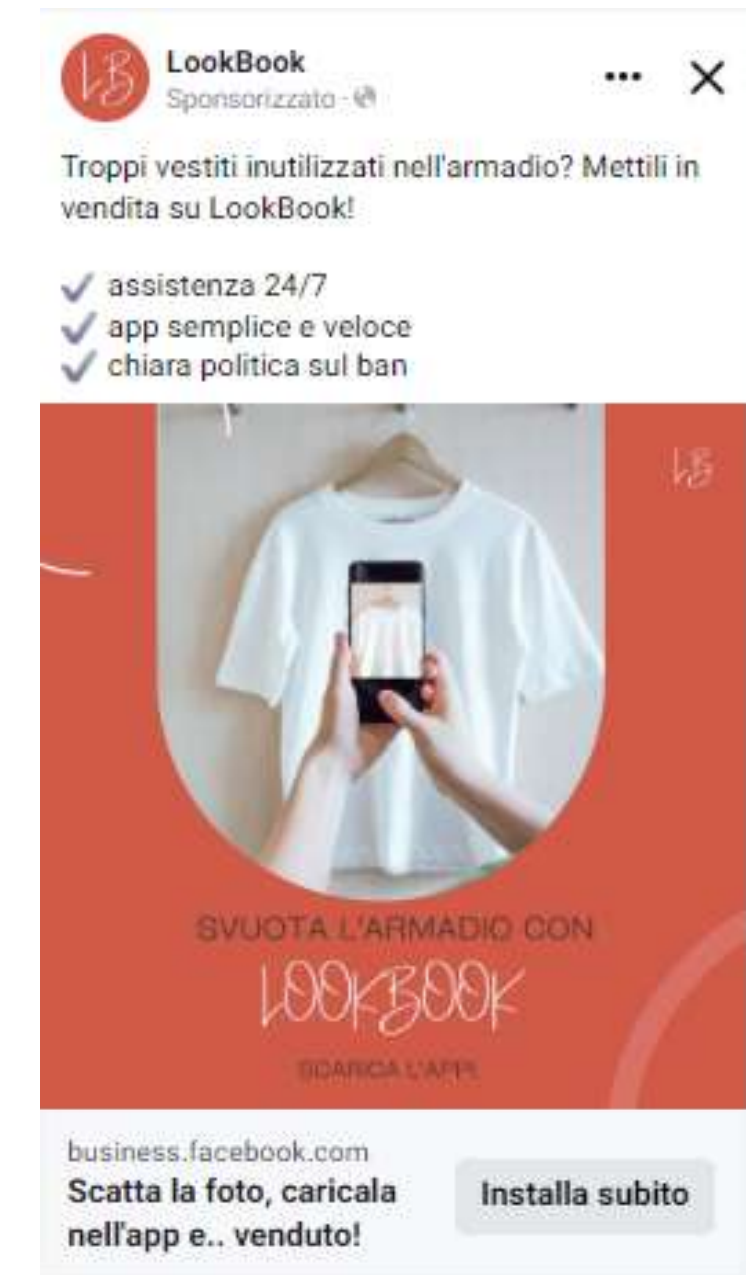 LB
LookBook
Sponsorizzato ·
Troppi vestiti inutilizzati nell'armadio? Mettili in
vendita su LookBook!
✓ assistenza 24/7
✓ app semplice e veloce
✓ chiara politica sul ban
LB
SVUOTA L'ARMADIO CON
LOOKBOOK
SCARICA L'APP!
business.facebook.com
Scatta la foto, caricala
nell'app e.. venduto!
Installa subito